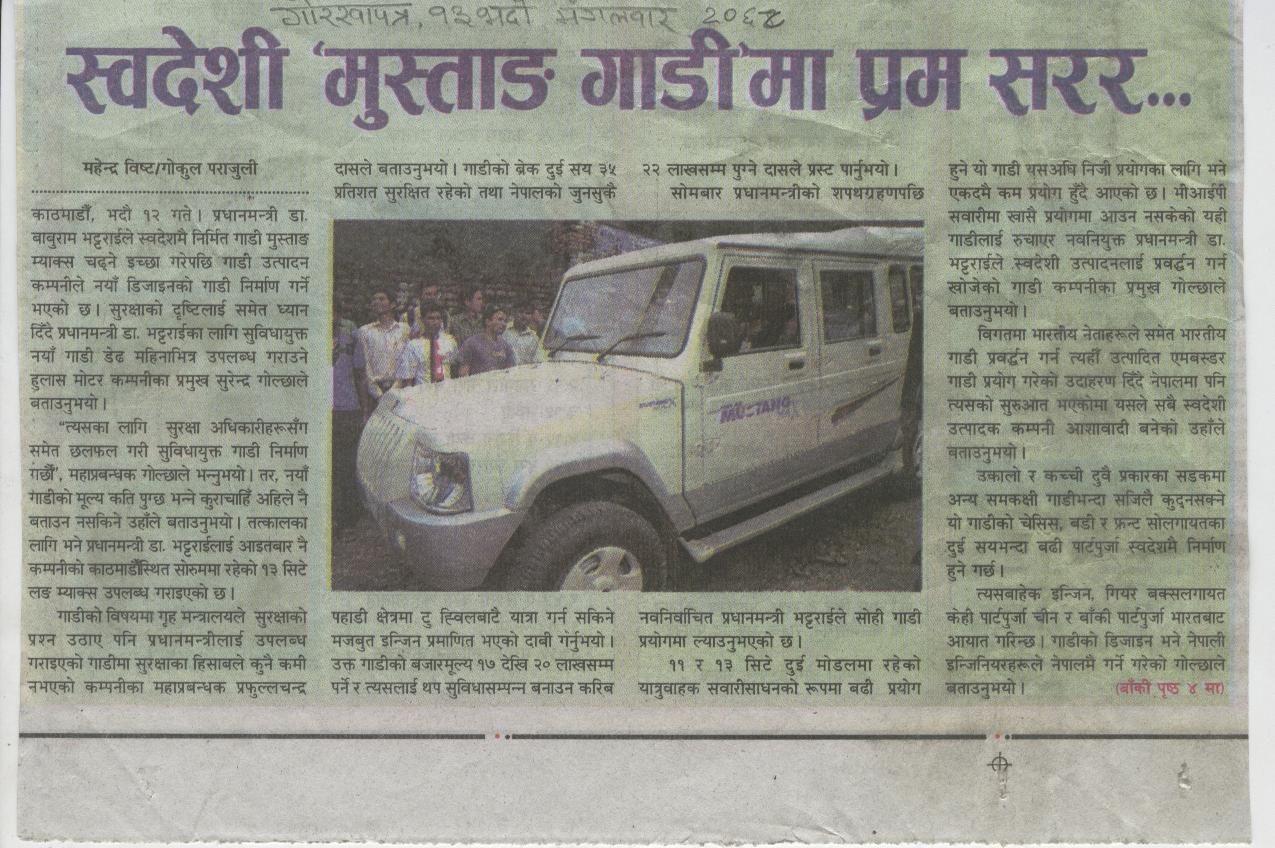 गोरखापत्र, १३ भदौ मंगलवार २०६८
स्वदेशी ‘मुस्ताङ गाडी’मा प्रम सरर...
महेन्द्र विष्ट/गोकुल पराजुली
काठमाडौं, भदौ १२ गते । प्रधानमन्त्री डा.
बाबुराम भट्टराईले स्वदेशमै निर्मित गाडी मुस्ताङ
म्याक्स चढ्ने इच्छा गरेपछि गाडी उत्पादन
कम्पनीले नयाँ डिजाइनको गाडी निर्माण गर्ने
भएको छ । सुरक्षाको दृष्टिलाई समेत ध्यान
दिँदै प्रधानमन्त्री डा. भट्टराईका लागि सुविधायुक्त
नयाँ गाडी डेढ महिनाभित्र उपलब्ध गराउने
हुलास मोटर कम्पनीका प्रमुख सुरेन्द्र गोल्छाले
बताउनुभयो ।
“त्यसका लागि सुरक्षा अधिकारीहरूसँग
समेत छलफल गरी सुविधायुक्त गाडी निर्माण
गर्छौं”, महाप्रबन्धक गोल्छाले भन्नुभयो । तर, नयाँ
गाडीको मूल्य कति पुग्छ भन्ने कुराचाहिँ अहिले नै
बताउन नसकिने उहाँले बताउनुभयो । तत्कालका
लागि भने प्रधानमन्त्री डा. भट्टराईलाई आइतबार नै
कम्पनीको काठमाडौंस्थित सोरुममा रहेको १३ सिटे
लङ म्याक्स उपलब्ध गराइएको छ ।
गाडीको विषयमा गृह मन्त्रालयले सुरक्षाको
प्रश्न उठाए पनि प्रधानमन्त्रीलाई उपलब्ध
गराइएको गाडीमा सुरक्षाका हिसाबले कुनै कमी
नभएको कम्पनीका महाप्रबन्धक प्रफुल्लचन्द्र
दासले बताउनुभयो । गाडीको ब्रेक दुई सय ३५
प्रतिशत सुरक्षित रहेको तथा नेपालको जुनसुकै
MUSTANG
पहाडी क्षेत्रमा टु ह्विलबाटै यात्रा गर्न सकिने
मजबुत इन्जिन प्रमाणित भएको दाबी गर्नुभयो ।
उक्त गाडीको बजारमूल्य १७ देखि २० लाखसम्म
पर्ने र त्यसलाई थप सुविधासम्पन्न बनाउन करिब
२२ लाखसम्म पुग्ने दासले प्रस्ट पार्नुभयो ।
सोमबार प्रधानमन्त्रीको शपथग्रहणपछि
नवनिर्वाचित प्रधानमन्त्री भट्टराईले सोही गाडी
प्रयोगमा ल्याउनुभएको छ ।
११ र १३ सिटे दुई मोडलमा रहेको
यात्रुवाहक सवारीसाधनको रूपमा बढी प्रयोग
हुने यो गाडी यसअघि निजी प्रयोगका लागि भने
एकदमै कम प्रयोग हुँदै आएको छ । भीआईपी
सवारीमा खासै प्रयोगमा आउन नसकेको यही
गाडीलाई रुचाएर नवनियुक्त प्रधानमन्त्री डा.
भट्टराईले स्वदेशी उत्पादनलाई प्रवर्द्धन गर्न
खोजेको गाडी कम्पनीका प्रमुख गोल्छाले
बताउनुभयो ।
विगतमा भारतीय नेताहरूले समेत भारतीय
गाडी प्रवर्द्धन गर्न त्यहीँ उत्पादित एमबस्डर
गाडी प्रयोग गरेको उदाहरण दिँदै नेपालमा पनि
त्यसको सुरुआत भएकोमा यसले सबै स्वदेशी
उत्पादक कम्पनी आशावादी बनेको उहाँले
बताउनुभयो ।
उकालो र कच्ची दुवै प्रकारका सडकमा
अन्य समकक्षी गाडीभन्दा सजिलै कुद्नसक्ने
यो गाडीको चेसिस, बडी र फ्रन्ट सोलगायतका
दुई सयभन्दा बढी पार्टपुर्जा स्वदेशमै निर्माण
हुने गर्छ ।
त्यसबाहेक इन्जिन, गियर बक्सलगायत
केही पार्टपुर्जा चीन र बाँकी पार्टपुर्जा भारतबाट
आयात गरिन्छ । गाडीको डिजाइन भने नेपाली
इन्जिनियरहरूले नेपालमै गर्ने गरेको गोल्छाले
बताउनुभयो । (बाँकी पृष्ठ ४ मा)